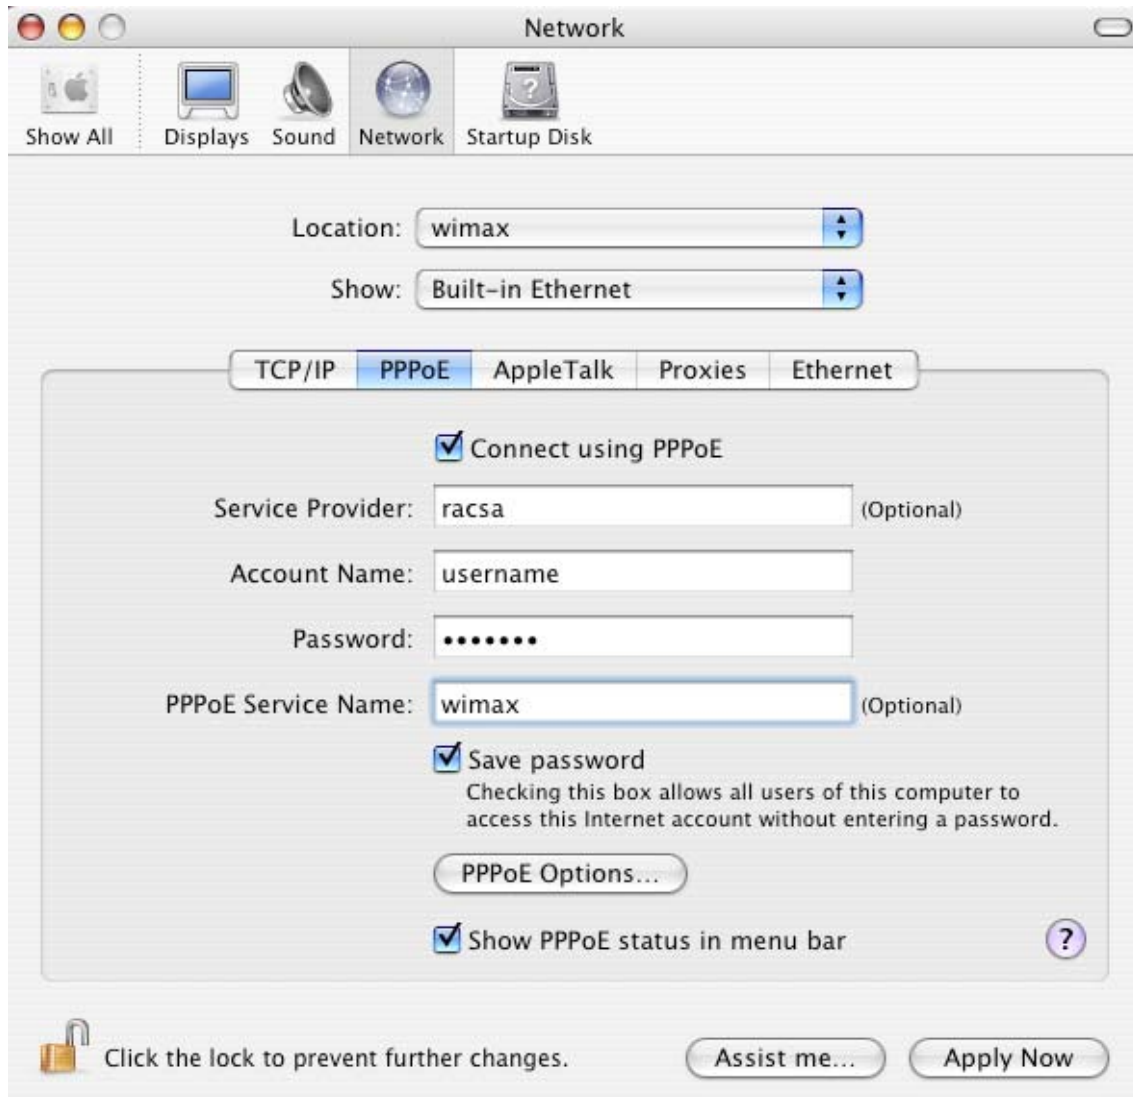 Network
Show All
Displays
Sound
Network
Startup Disk
Location: wimax
Show: Built-in Ethernet
TCP/IP
PPPoE
AppleTalk
Proxies
Ethernet
Connect using PPPoE
Service Provider: racsa (Optional)
Account Name: username
Password: •••••••
PPPoE Service Name: wimax (Optional)
Save password
Checking this box allows all users of this computer to
access this Internet account without entering a password.
PPPoE Options...
Show PPPoE status in menu bar
?
Click the lock to prevent further changes.
Assist me...
Apply Now